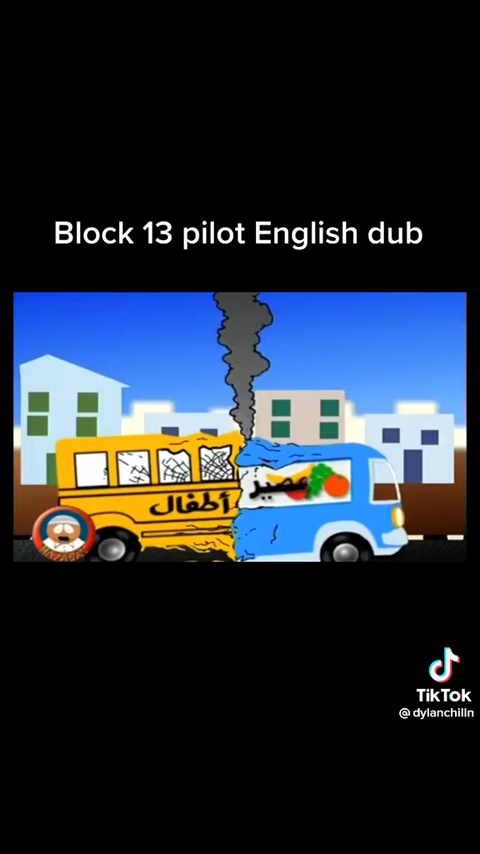 Block 13 pilot English dub
أطفال
عصير
TikTok
@ dylanchilln